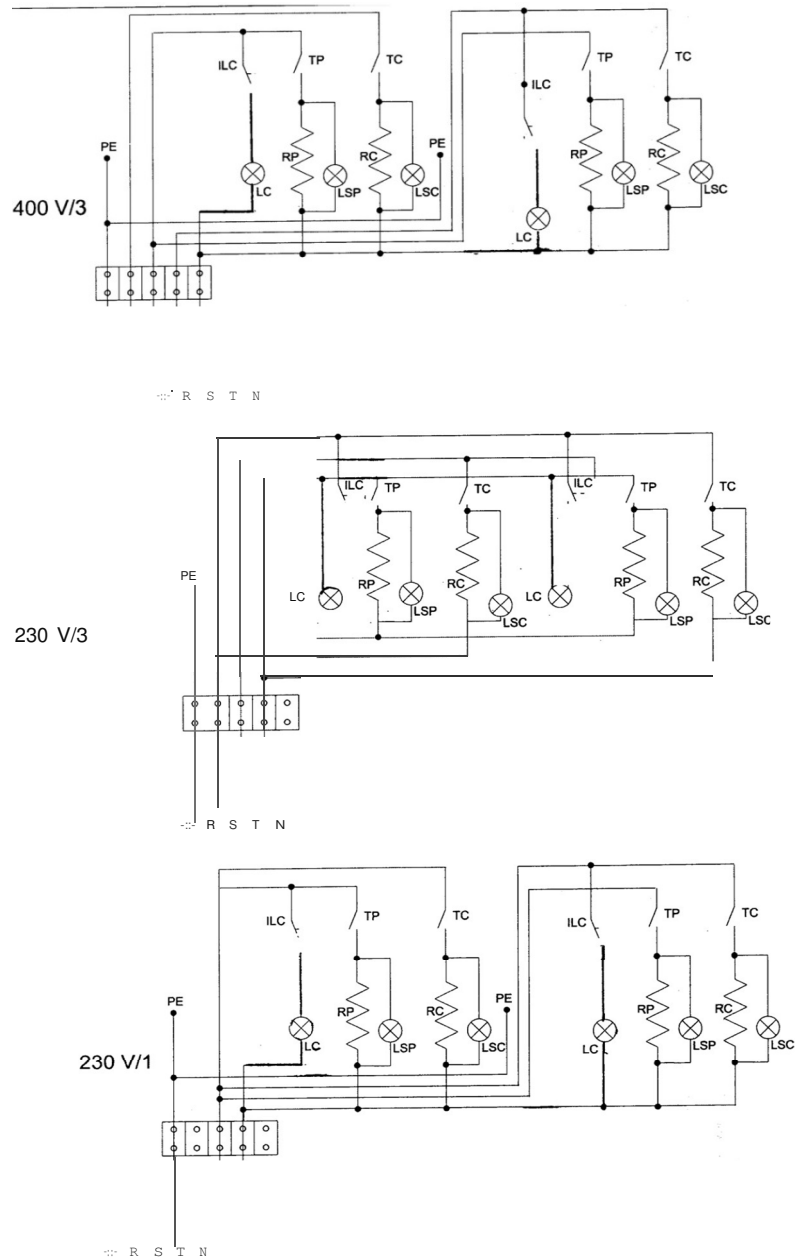 ILC TP TC ILC TP TC
PE RP RC PE RP RC
LC LSP LSC LC LSP LSC
400 V/3
R S T N
ILC TP TC ILC TP TC
PE LC RP LSP RC LSC LC RP LSP RC LSC
230 V/3
R S T N
ILC TP TC ILC TP TC
PE RP RC PE RP RC
LC LSP LSC LC LSP LSC
230 V/1
R S T N